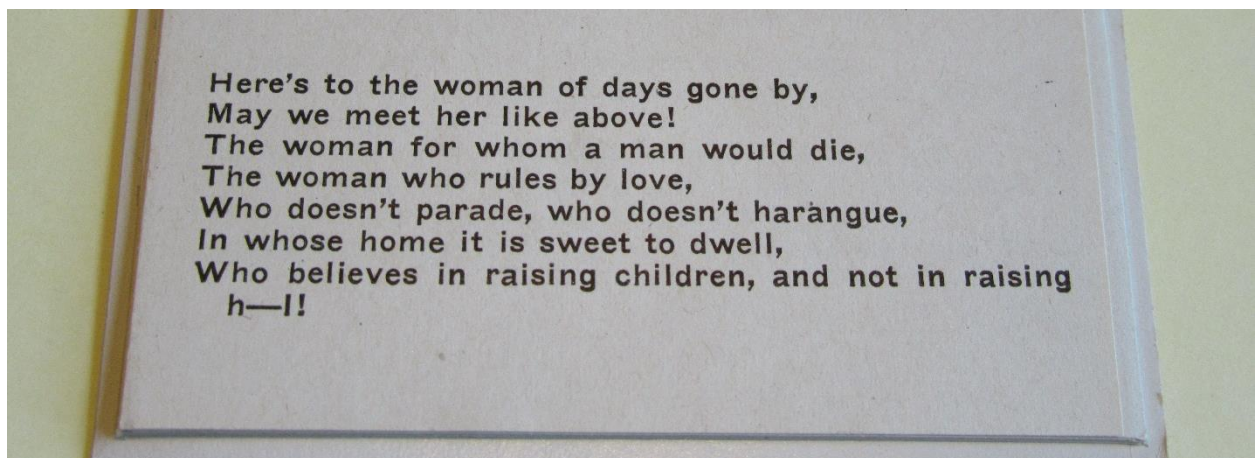 Here's to the woman of days gone by,
May we meet her like above!
The woman for whom a man would die,
The woman who rules by love,
Who doesn't parade, who doesn't harangue,
In whose home it is sweet to dwell,
Who believes in raising children, and not in raising
h—l!